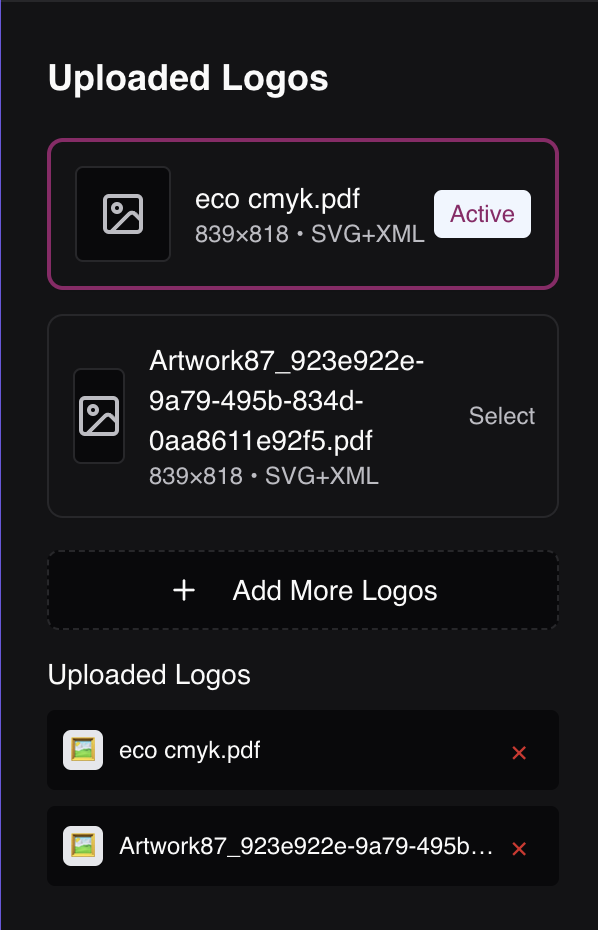 Uploaded Logos
eco cmyk.pdf
839×818 • SVG+XML
Active
Artwork87_923e922e-
9a79-495b-834d-
0aa8611e92f5.pdf
839×818 • SVG+XML
Select
+ Add More Logos
Uploaded Logos
eco cmyk.pdf
×
Artwork87_923e922e-9a79-495b…
×